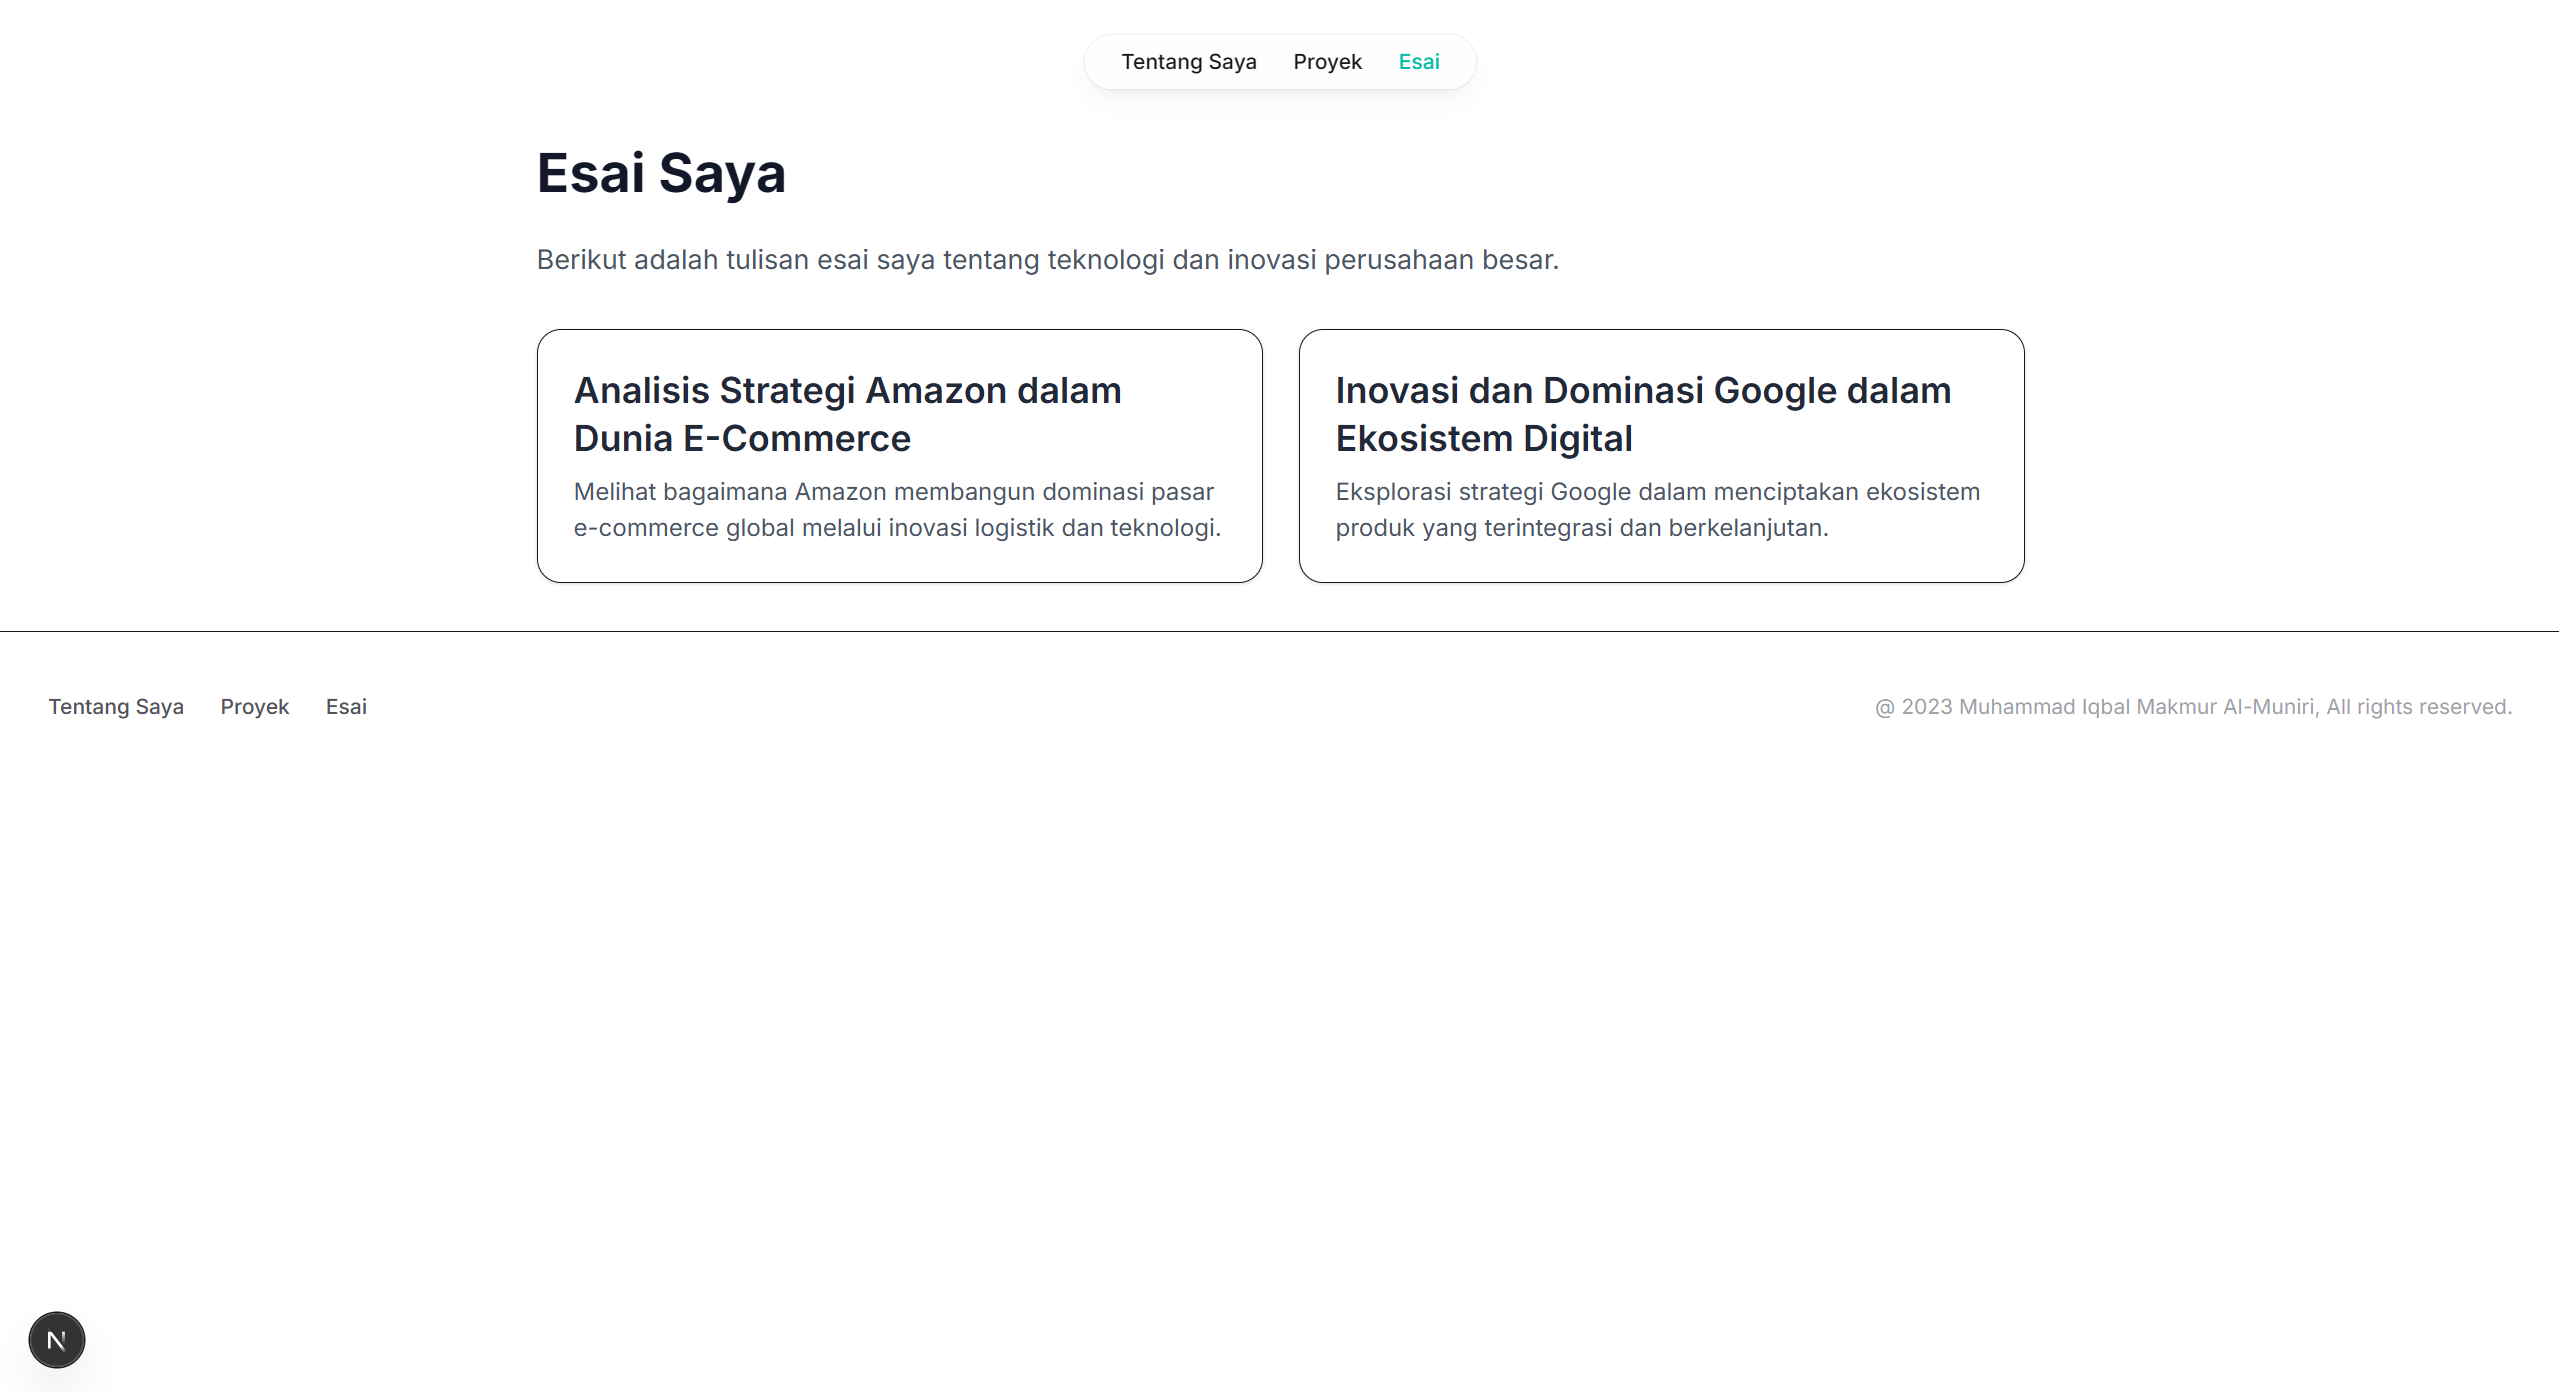 Tentang Saya Proyek Esai
Esai Saya
Berikut adalah tulisan esai saya tentang teknologi dan inovasi perusahaan besar.
Analisis Strategi Amazon dalam
Dunia E-Commerce
Melihat bagaimana Amazon membangun dominasi pasar
e-commerce global melalui inovasi logistik dan teknologi.
Inovasi dan Dominasi Google dalam
Ekosistem Digital
Eksplorasi strategi Google dalam menciptakan ekosistem
produk yang terintegrasi dan berkelanjutan.
Tentang Saya Proyek Esai
@ 2023 Muhammad Iqbal Makmur Al-Muniri, All rights reserved.
N